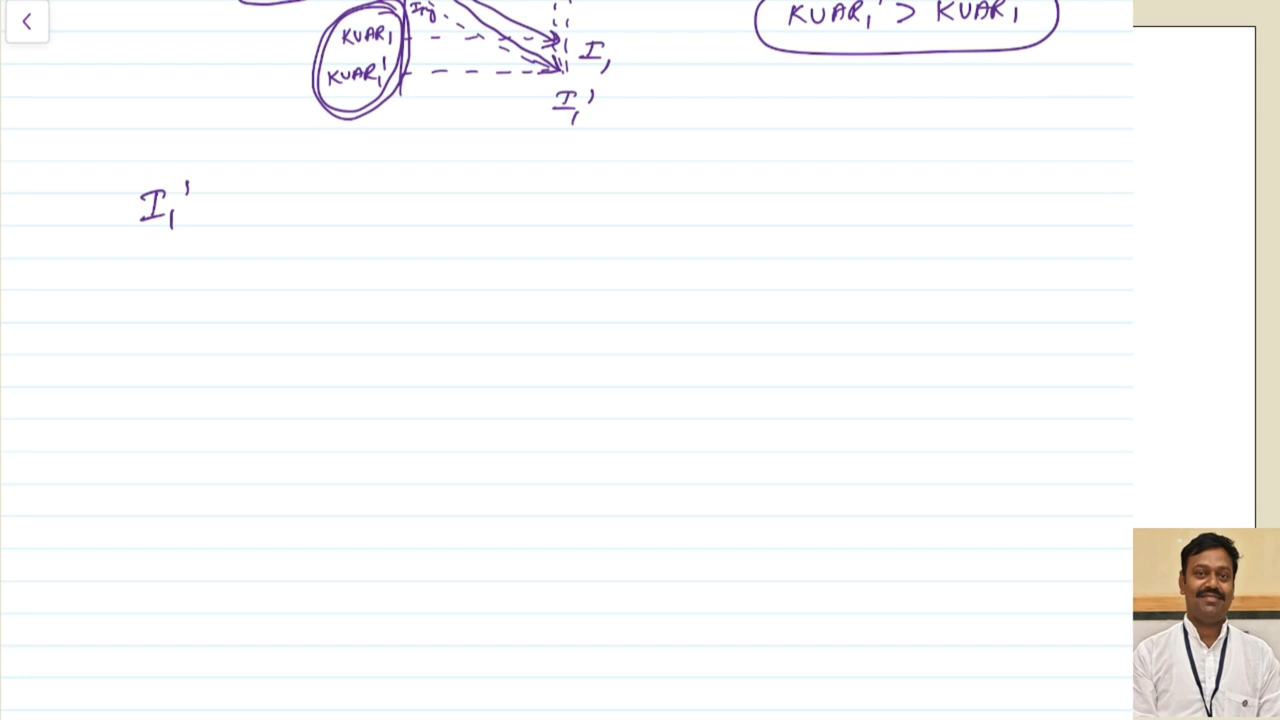 KVAR₁' > KVAR₁
KVAR₁
I₁
KVAR₁'
I₁'
I₁'